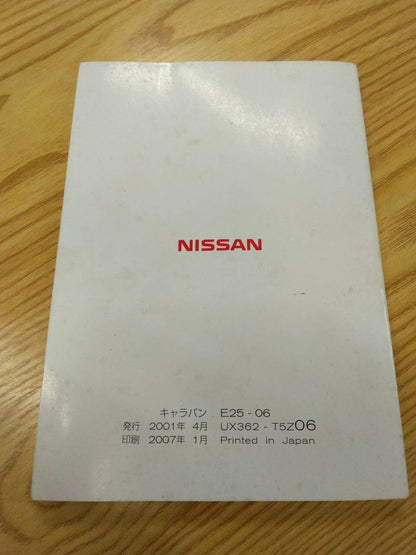 NISSAN
キャラバン E25 - 06
発行 2001年 4月 UX362 - T5Z06
印刷 2007年 1月 Printed in Japan